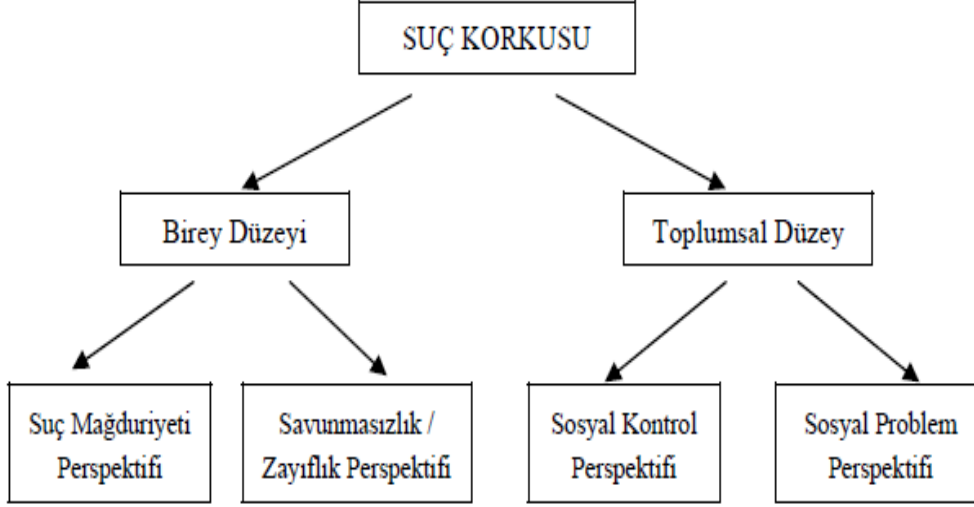 SUÇ KORKUSU
Birey Düzeyi
Toplumsal Düzey
Suç Mağduriyeti
Perspektifi
Savunmasızlık /
Zayıflık Perspektifi
Sosyal Kontrol
Perspektifi
Sosyal Problem
Perspektifi